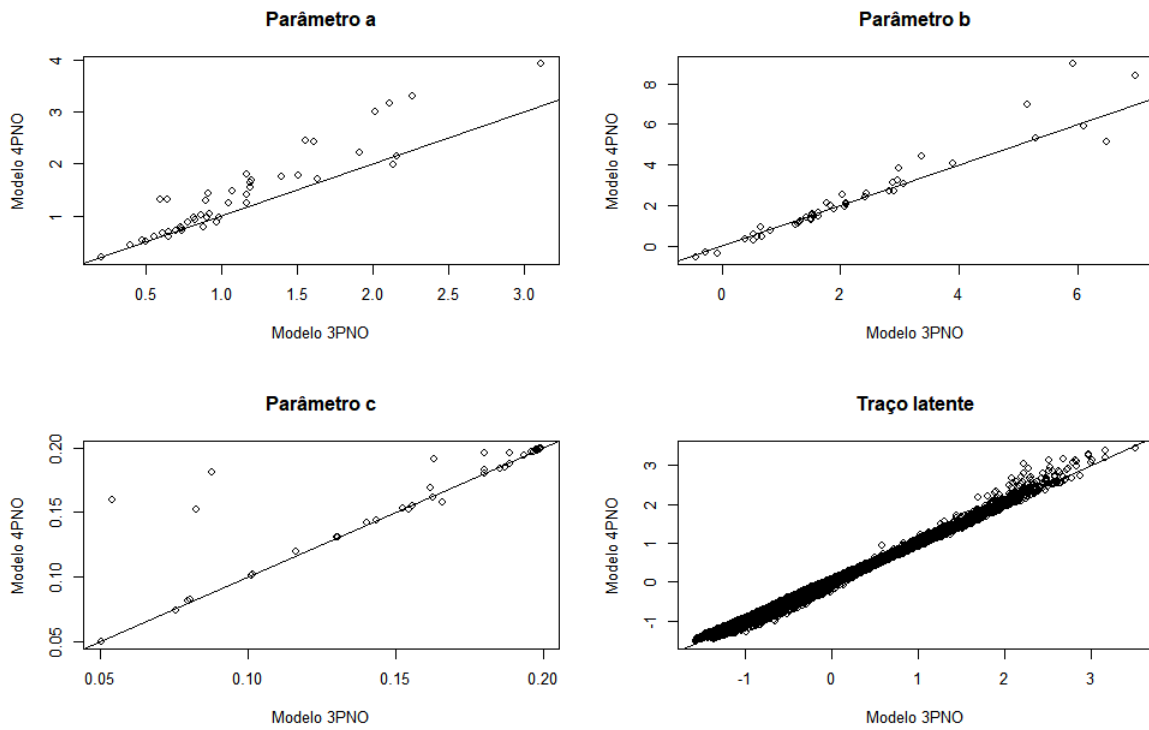 Parâmetro a
Modelo 4PNO
4
3
2
1
0.5 1.0 1.5 2.0 2.5 3.0
Modelo 3PNO
Parâmetro b
Modelo 4PNO
8
6
4
2
0
0 2 4 6
Modelo 3PNO
Parâmetro c
Modelo 4PNO
0.20
0.15
0.10
0.05
0.05 0.10 0.15 0.20
Modelo 3PNO
Traço latente
Modelo 4PNO
3
2
1
0
-1
-1 0 1 2 3
Modelo 3PNO